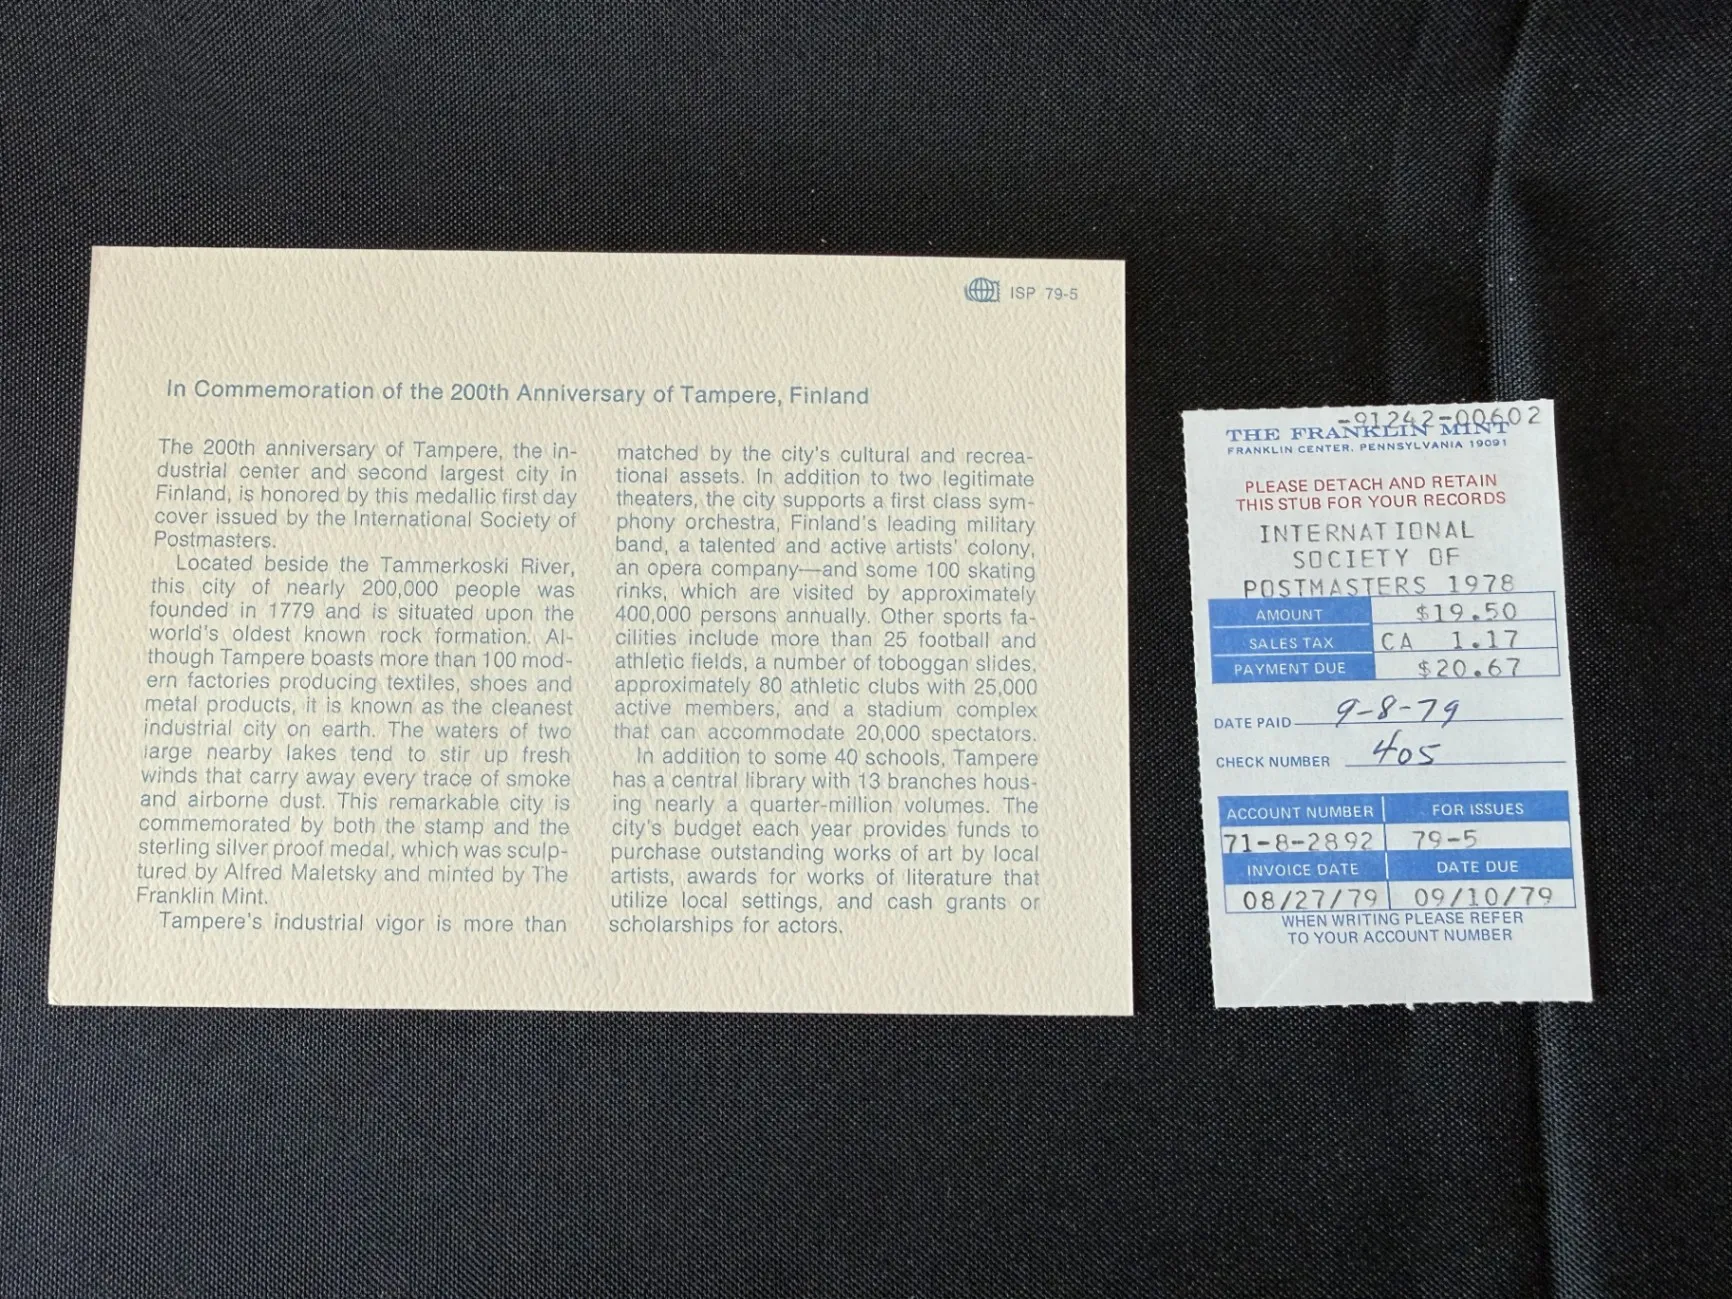 ISP 79-5
In Commemoration of the 200th Anniversary of Tampere, Finland
The 200th anniversary of Tampere, the in-
dustrial center and second largest city in
Finland, is honored by this medallic first day
cover issued by the International Society of
Postmasters.
Located beside the Tammerkoski River,
this city of nearly 200,000 people was
founded in 1779 and is situated upon the
world's oldest known rock formation. Al-
though Tampere boasts more than 100 mod-
ern factories producing textiles, shoes and
metal products, it is known as the cleanest
industrial city on earth. The waters of two
large nearby lakes tend to stir up fresh
winds that carry away every trace of smoke
and airborne dust. This remarkable city is
commemorated by both the stamp and the
sterling silver proof medal, which was sculp-
tured by Alfred Maletsky and minted by The
Franklin Mint.
Tampere's industrial vigor is more than
matched by the city's cultural and recrea-
tional assets. In addition to two legitimate
theaters, the city supports a first class sym-
phony orchestra, Finland's leading military
band, a talented and active artists' colony,
an opera company—and some 100 skating
rinks, which are visited by approximately
400,000 persons annually. Other sports fa-
cilities include more than 25 football and
athletic fields, a number of toboggan slides,
approximately 80 athletic clubs with 25,000
active members, and a stadium complex
that can accommodate 20,000 spectators.
In addition to some 40 schools, Tampere
has a central library with 13 branches hous-
ing nearly a quarter-million volumes. The
city's budget each year provides funds to
purchase outstanding works of art by local
artists, awards for works of literature that
utilize local settings, and cash grants or
scholarships for actors.
-91242-00602
THE FRANKLIN MINT
FRANKLIN CENTER, PENNSYLVANIA 19091
PLEASE DETACH AND RETAIN
THIS STUB FOR YOUR RECORDS
INTERNATIONAL
SOCIETY OF
POSTMASTERS 1978
AMOUNT $19.50
SALES TAX CA 1.17
PAYMENT DUE $20.67
DATE PAID 9-8-79
CHECK NUMBER 405
ACCOUNT NUMBER FOR ISSUES
71-8-2892 79-5
INVOICE DATE DATE DUE
08/27/79 09/10/79
WHEN WRITING PLEASE REFER
TO YOUR ACCOUNT NUMBER